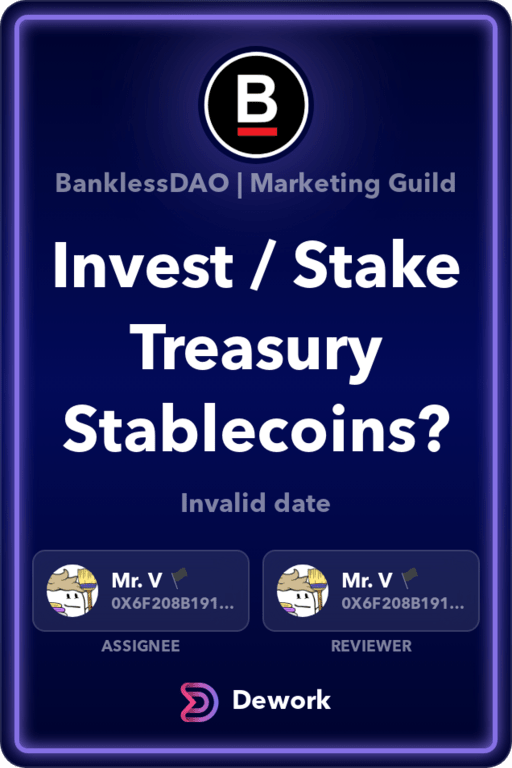 B
BanklessDAO | Marketing Guild
Invest / Stake
Treasury
Stablecoins?
Invalid date
Mr. V 🏴
0X6F208B191...
ASSIGNEE
Mr. V 🏴
0X6F208B191...
REVIEWER
Dework